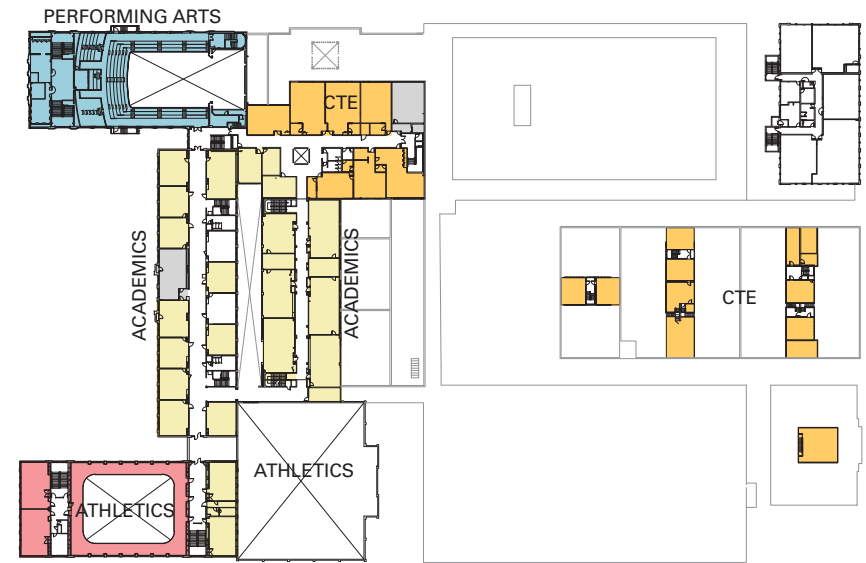 PERFORMING ARTS
CTE
ACADEMICS
ACADEMICS
CTE
ATHLETICS
ATHLETICS